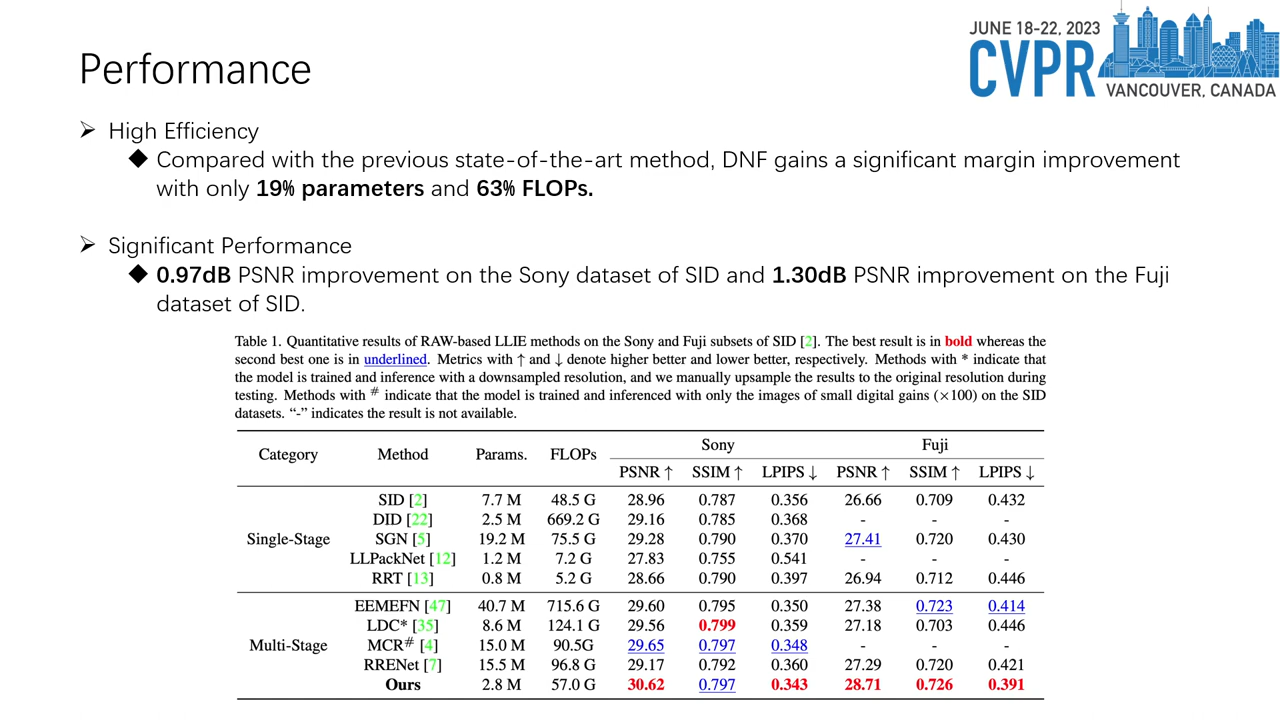 JUNE 18-22, 2023
CVPR
VANCOUVER, CANADA
Performance
➢ High Efficiency
◆ Compared with the previous state-of-the-art method, DNF gains a significant margin improvement
with only 19% parameters and 63% FLOPs.
➢ Significant Performance
◆ 0.97dB PSNR improvement on the Sony dataset of SID and 1.30dB PSNR improvement on the Fuji
dataset of SID.
Table 1. Quantitative results of RAW-based LLIE methods on the Sony and Fuji subsets of SID [2]. The best result is in bold whereas the
second best one is in underlined. Metrics with ↑ and ↓ denote higher better and lower better, respectively. Methods with * indicate that
the model is trained and inference with a downsampled resolution, and we manually upsample the results to the original resolution during
testing. Methods with # indicate that the model is trained and inferenced with only the images of small digital gains (×100) on the SID
datasets. “-” indicates the result is not available.
Category Method Params. FLOPs Sony Fuji
PSNR ↑ SSIM ↑ LPIPS ↓ PSNR ↑ SSIM ↑ LPIPS ↓
SID [2] 7.7 M 48.5 G 28.96 0.787 0.356 26.66 0.709 0.432
DID [22] 2.5 M 669.2 G 29.16 0.785 0.368 - - -
Single-Stage SGN [5] 19.2 M 75.5 G 29.28 0.790 0.370 27.41 0.720 0.430
LLPackNet [12] 1.2 M 7.2 G 27.83 0.755 0.541 - - -
RRT [13] 0.8 M 5.2 G 28.66 0.790 0.397 26.94 0.712 0.446
EEMEFN [47] 40.7 M 715.6 G 29.60 0.795 0.350 27.38 0.723 0.414
LDC* [35] 8.6 M 124.1 G 29.56 0.799 0.359 27.18 0.703 0.446
Multi-Stage MCR# [4] 15.0 M 90.5G 29.65 0.797 0.348 - - -
RRENet [7] 15.5 M 96.8 G 29.17 0.792 0.360 27.29 0.720 0.421
Ours 2.8 M 57.0 G 30.62 0.797 0.343 28.71 0.726 0.391